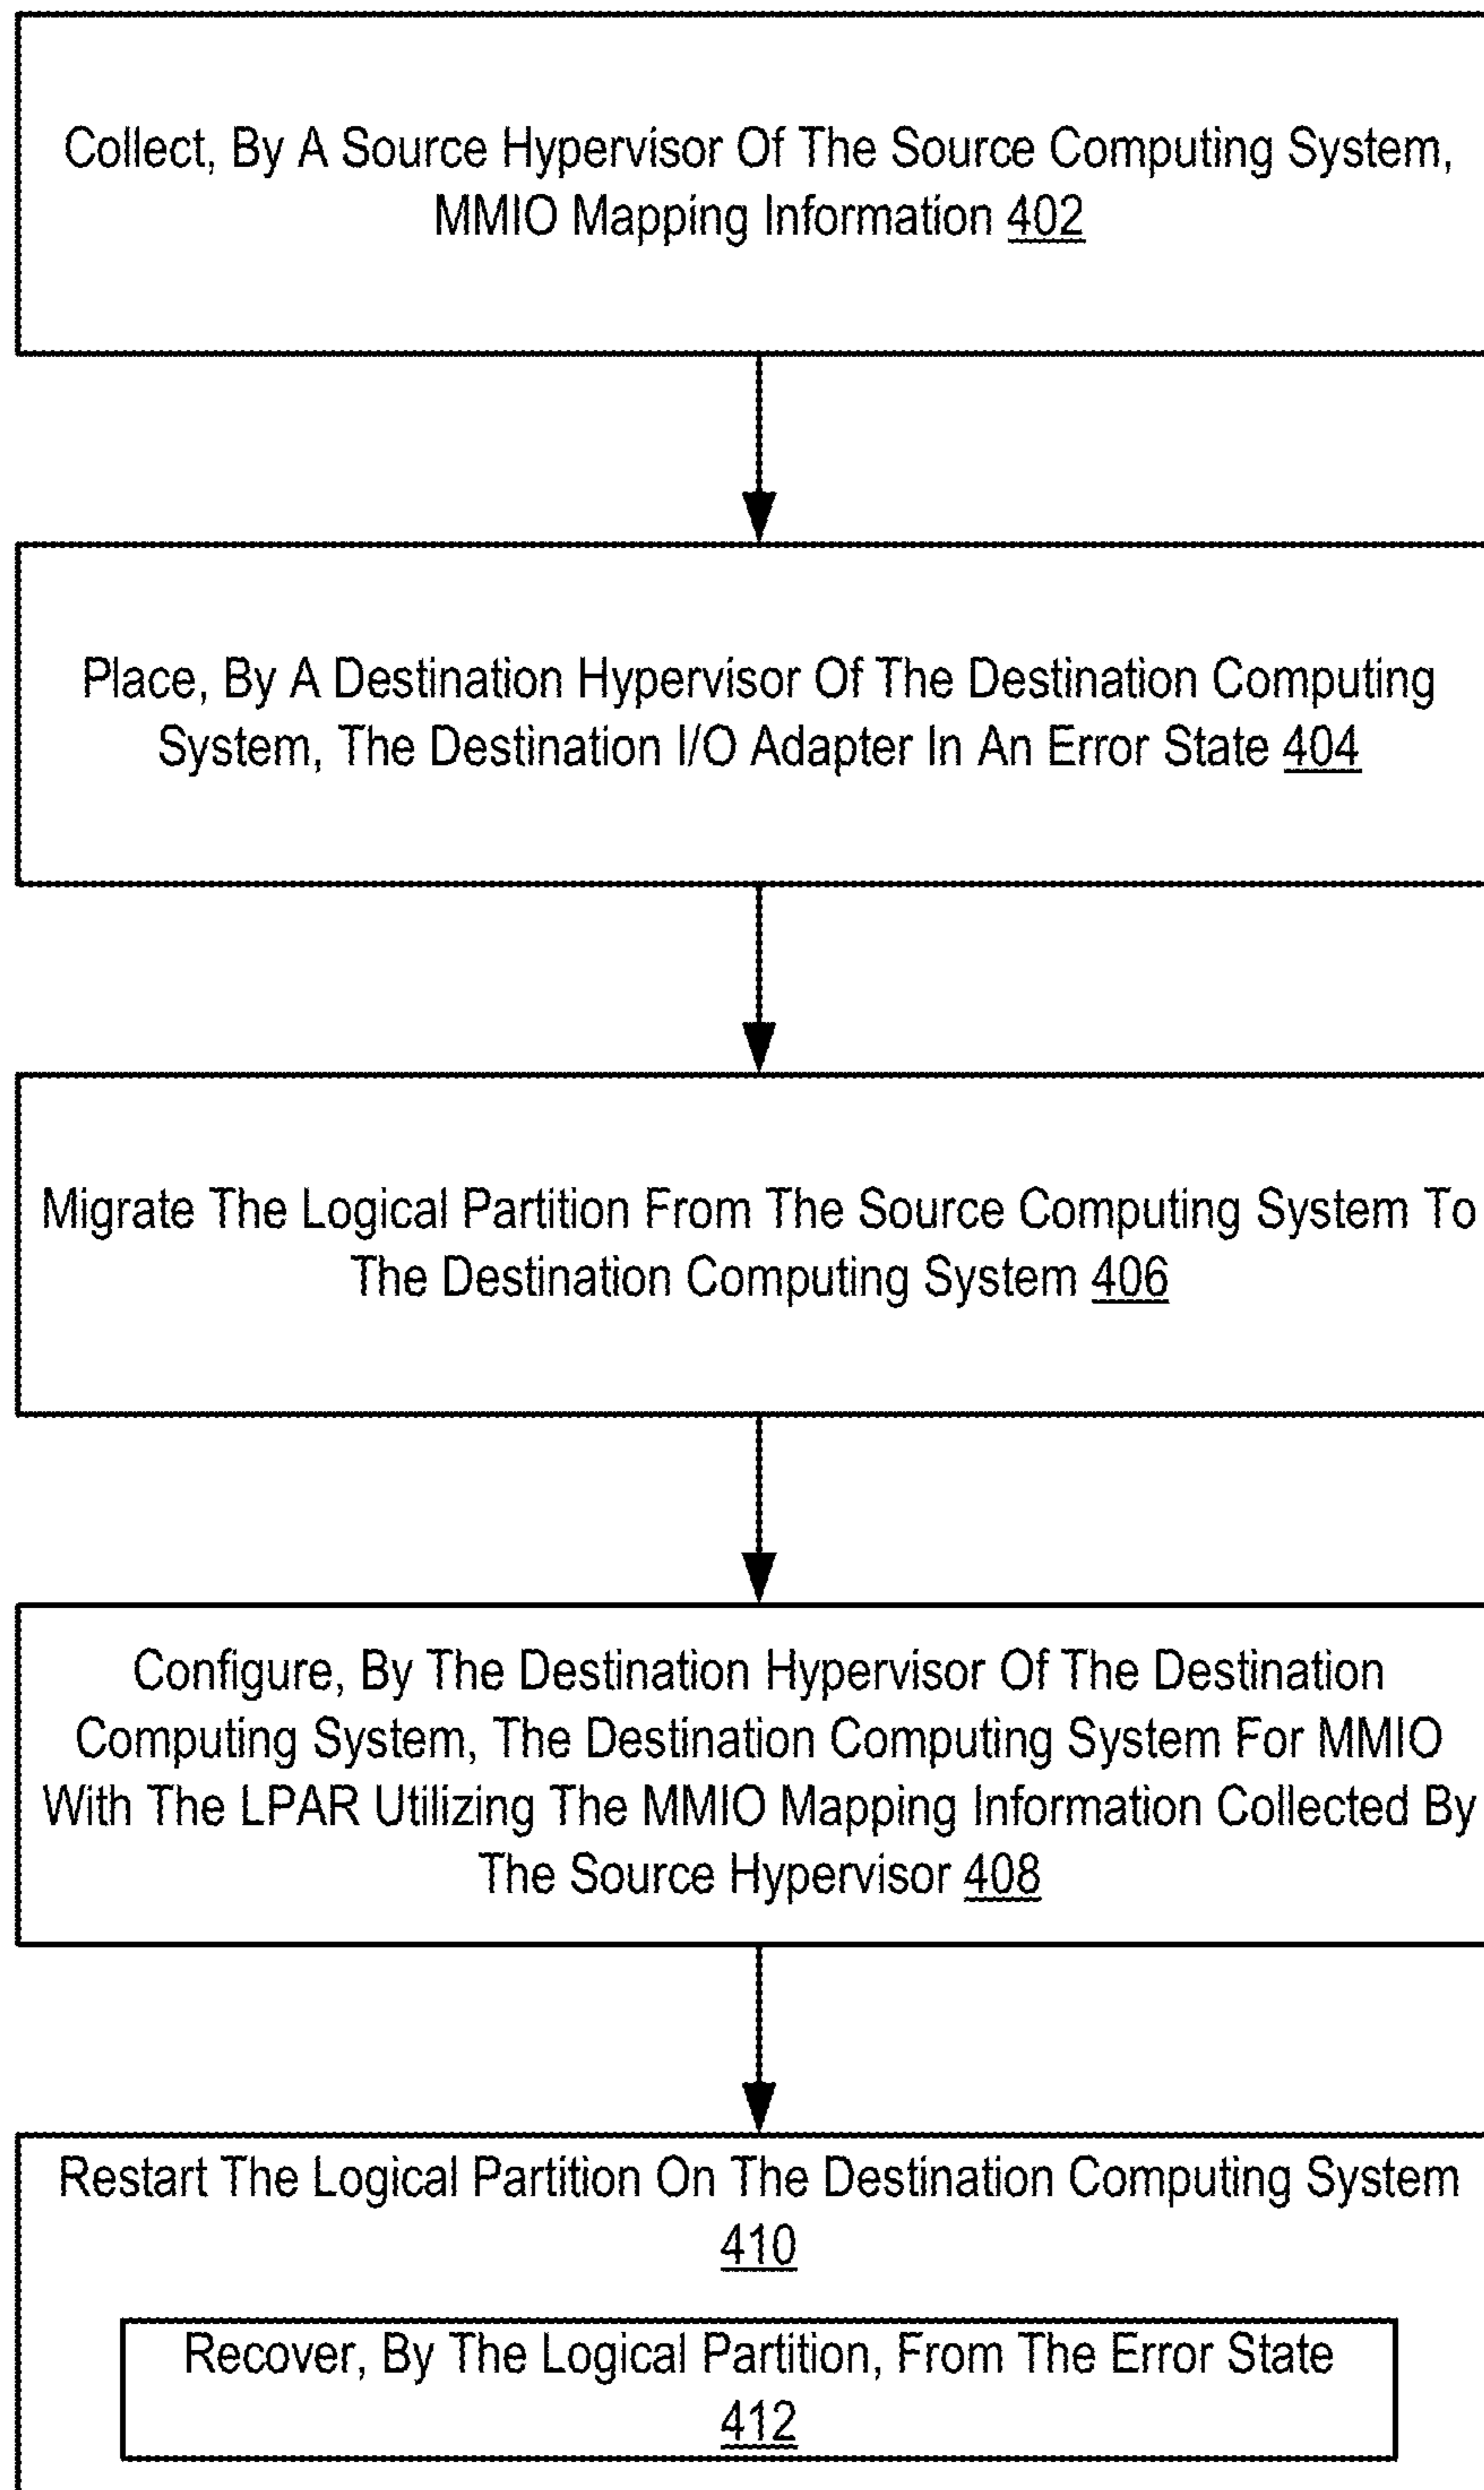 Collect, By A Source Hypervisor Of The Source Computing System,
MMIO Mapping Information 402
Place, By A Destination Hypervisor Of The Destination Computing
System, The Destination I/O Adapter In An Error State 404
Migrate The Logical Partition From The Source Computing System To
The Destination Computing System 406
Configure, By The Destination Hypervisor Of The Destination
Computing System, The Destination Computing System For MMIO
With The LPAR Utilizing The MMIO Mapping Information Collected By
The Source Hypervisor 408
Restart The Logical Partition On The Destination Computing System
410
Recover, By The Logical Partition, From The Error State
412